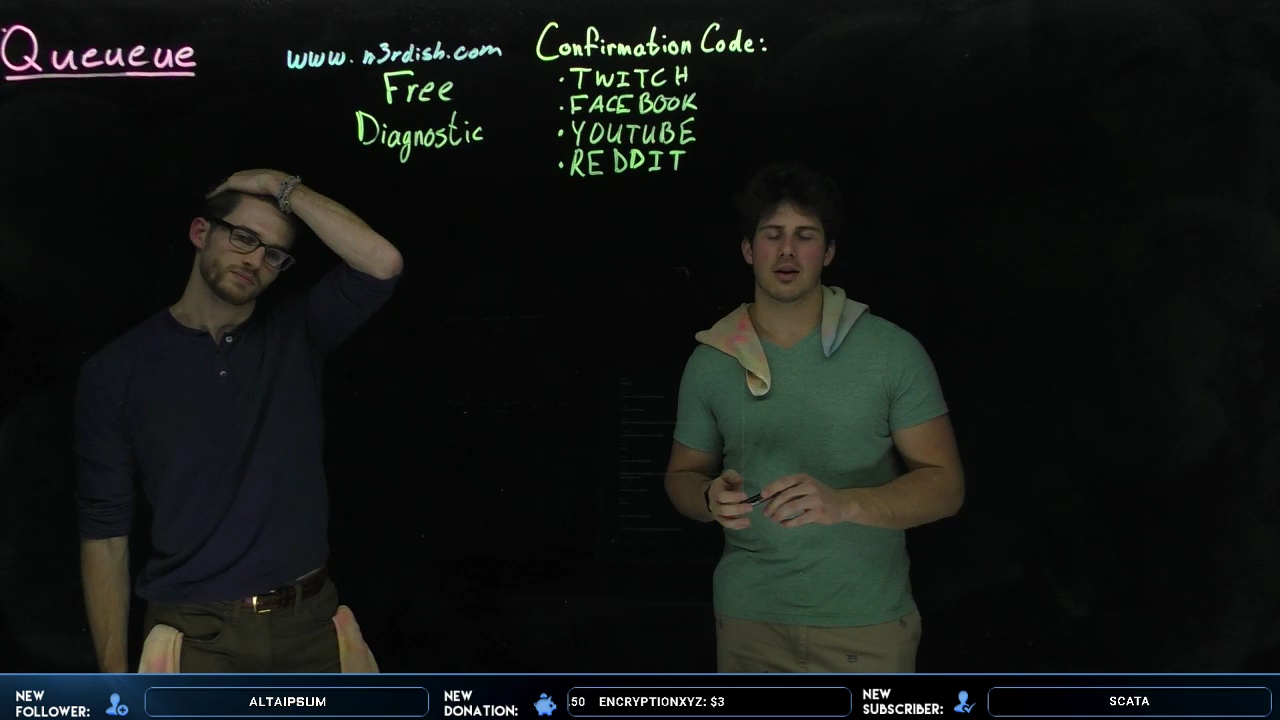 Queueue
www.n3rdish.com
Free
Diagnostic
Confirmation Code:
• TWITCH
• FACEBOOK
• YOUTUBE
• REDDIT
NEW
FOLLOWER:
ALTAIPSUM
NEW
DONATION:
.50 ENCRYPTIONXYZ: $3
NEW
SUBSCRIBER:
SCATA